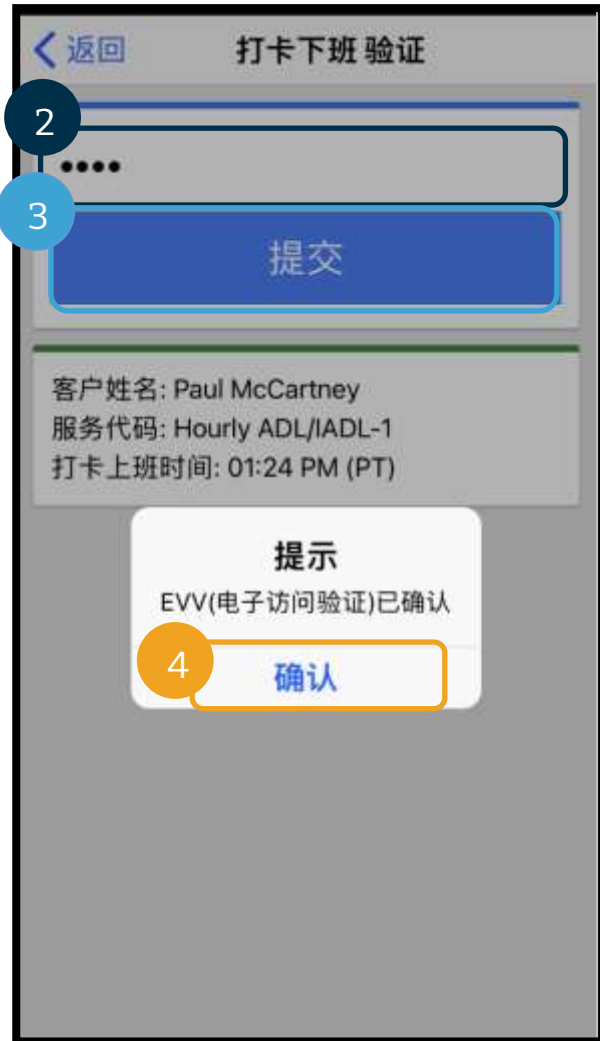 返回 打卡下班 验证
2
••••
3
提交
客户姓名: Paul McCartney
服务代码: Hourly ADL/IADL-1
打卡上班时间: 01:24 PM (PT)
提示
EVV(电子访问验证)已确认
4
确认